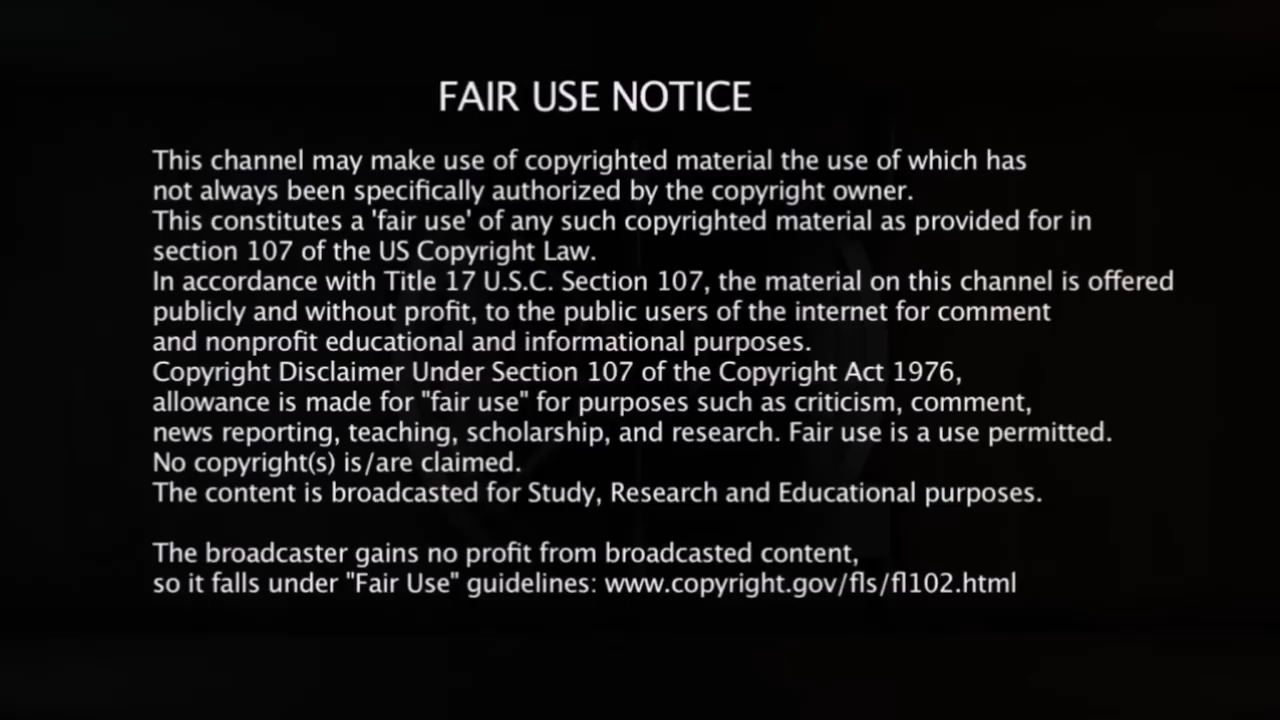 FAIR USE NOTICE
This channel may make use of copyrighted material the use of which has
not always been specifically authorized by the copyright owner.
This constitutes a 'fair use' of any such copyrighted material as provided for in
section 107 of the US Copyright Law.
In accordance with Title 17 U.S.C. Section 107, the material on this channel is offered
publicly and without profit, to the public users of the internet for comment
and nonprofit educational and informational purposes.
Copyright Disclaimer Under Section 107 of the Copyright Act 1976,
allowance is made for "fair use" for purposes such as criticism, comment,
news reporting, teaching, scholarship, and research. Fair use is a use permitted.
No copyright(s) is/are claimed.
The content is broadcasted for Study, Research and Educational purposes.
The broadcaster gains no profit from broadcasted content,
so it falls under "Fair Use" guidelines: www.copyright.gov/fls/fl102.html